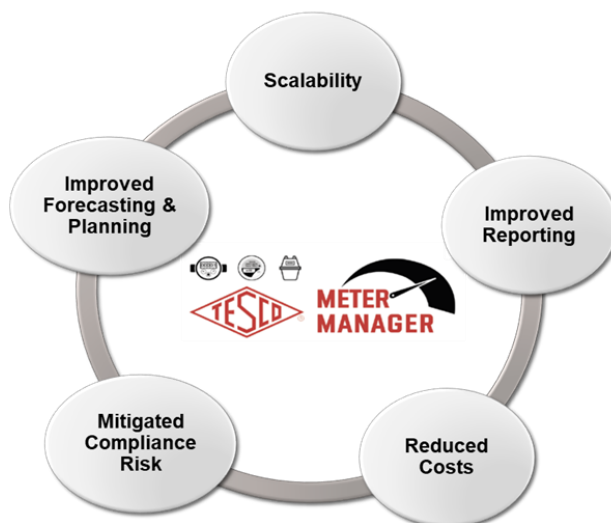 Scalability
Improved
Forecasting &
Planning
Improved
Reporting
TESCO
METER
MANAGER
Mitigated
Compliance
Risk
Reduced
Costs